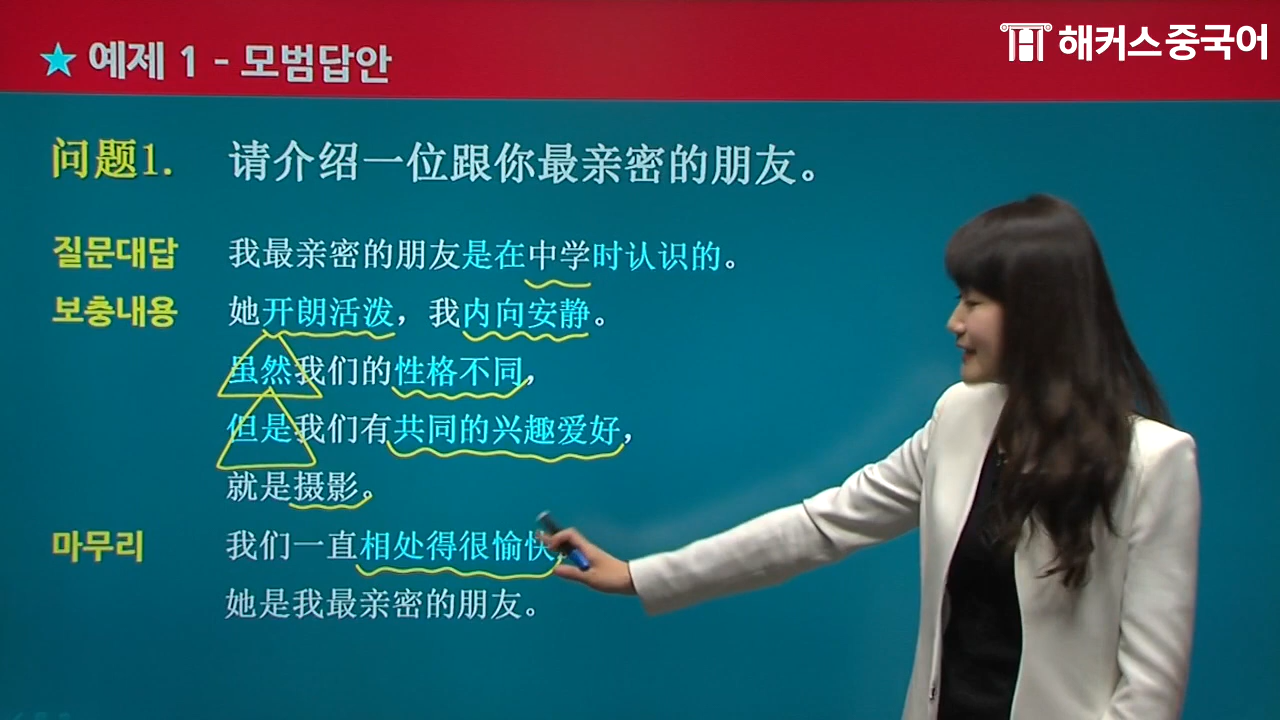 해커스중국어
★ 예제 1 - 모범답안
问题1. 请介绍一位跟你最亲密的朋友。
질문대답 我最亲密的朋友是在中学时认识的。
보충내용 她开朗活泼，我内向安静。
虽然我们的性格不同，
但是我们有共同的兴趣爱好，
就是摄影。
마무리 我们一直相处得很愉快
她是我最亲密的朋友。